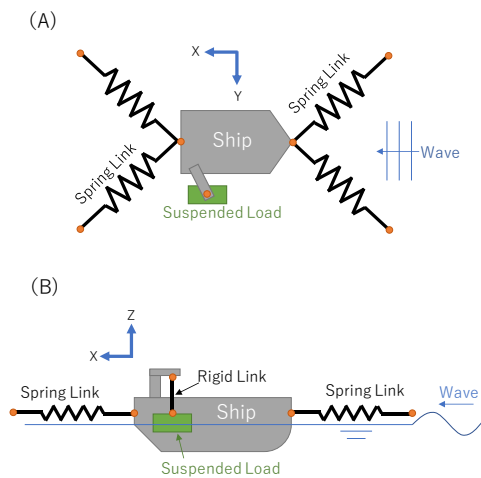 (A)
X
Y
Spring Link
Ship
Wave
Spring Link
Suspended Load
(B)
Z
X
Rigid Link
Spring Link
Spring Link
Wave
Ship
Suspended Load